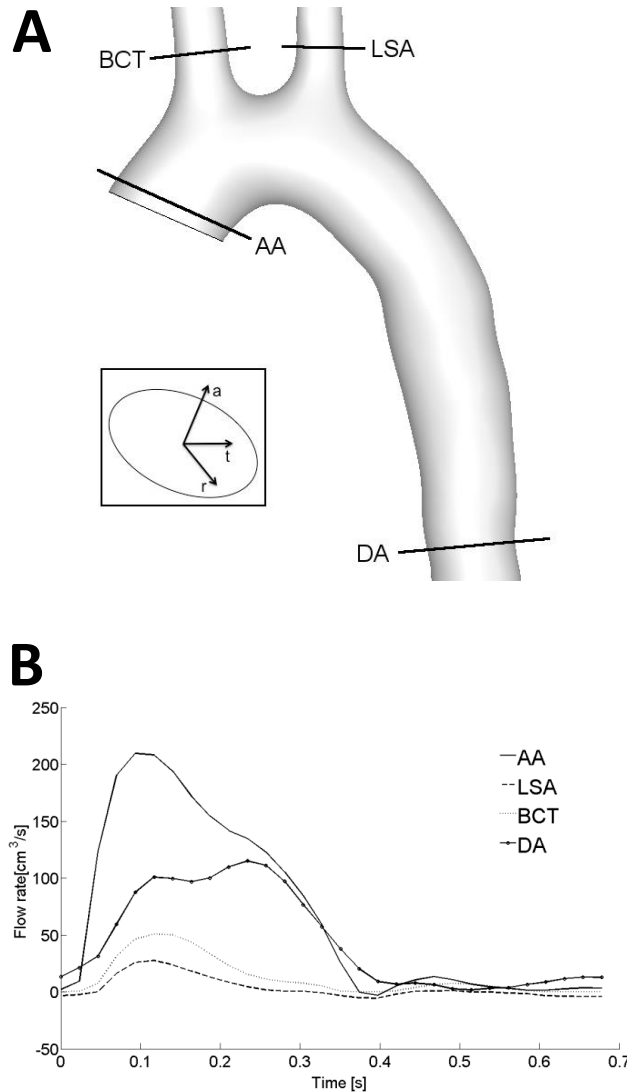 A
BCT
LSA
AA
a
t
r
DA
B
250
200
150
100
50
0
-50
Flow rate[cm³/s]
AA
LSA
BCT
DA
0 0.1 0.2 0.3 0.4 0.5 0.6 0.7
Time [s]